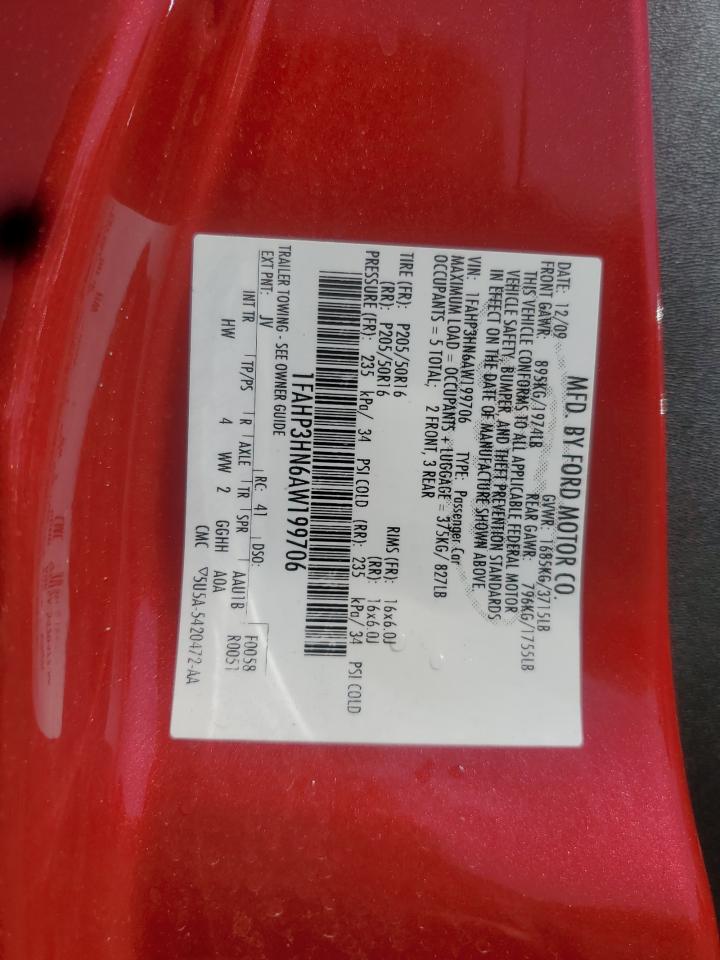 MFD. BY FORD MOTOR CO.
DATE: 12/09 GVWR: 1685KG/3715LB
FRONT GAWR: 895KG/1974LB REAR GAWR: 796KG/1755LB
THIS VEHICLE CONFORMS TO ALL APPLICABLE FEDERAL MOTOR
VEHICLE SAFETY, BUMPER, AND THEFT PREVENTION STANDARDS
IN EFFECT ON THE DATE OF MANUFACTURE SHOWN ABOVE
VIN: 1FAHP3HN6AW199706 TYPE: Passenger Car
MAXIMUM LOAD = OCCUPANTS + LUGGAGE = 375KG/ 827LB
OCCUPANTS = 5 TOTAL; 2 FRONT, 3 REAR
TIRE (FR): P205/50R16 RIMS (FR): 16x6.0J
(RR): P205/50R16 (RR): 16x6.0J
PRESSURE (FR): 235 kPa/ 34 PSI COLD (RR): 235 kPa/ 34 PSI COLD
1FAHP3HN6AW199706
TRAILER TOWING - SEE OWNER GUIDE
EXT PNT: JV RC: 41 DSO: F0058
INT TR TP/PS R AXLE TR SPR AAU1B R0051
HW 4 WW 2 GGHH AOA
CMC ▽5U5A-5420472-AA